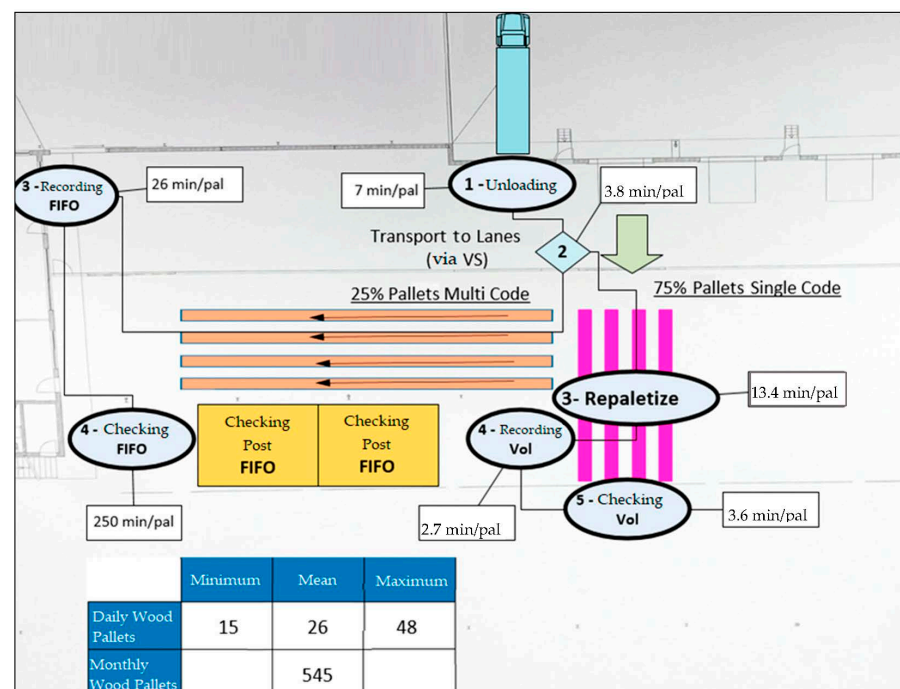 3 - Recording
FIFO
26 min/pal
7 min/pal
1 - Unloading
3.8 min/pal
Transport to Lanes
(via VS)
2
25% Pallets Multi Code
75% Pallets Single Code
3- Repaletize
13.4 min/pal
4 - Checking
FIFO
Checking
Post
FIFO
Checking
Post
FIFO
4 - Recording
Vol
5 - Checking
Vol
250 min/pal
2.7 min/pal
3.6 min/pal
Minimum Mean Maximum
Daily Wood
Pallets
15 26 48
Monthly
Wood Pallets
545